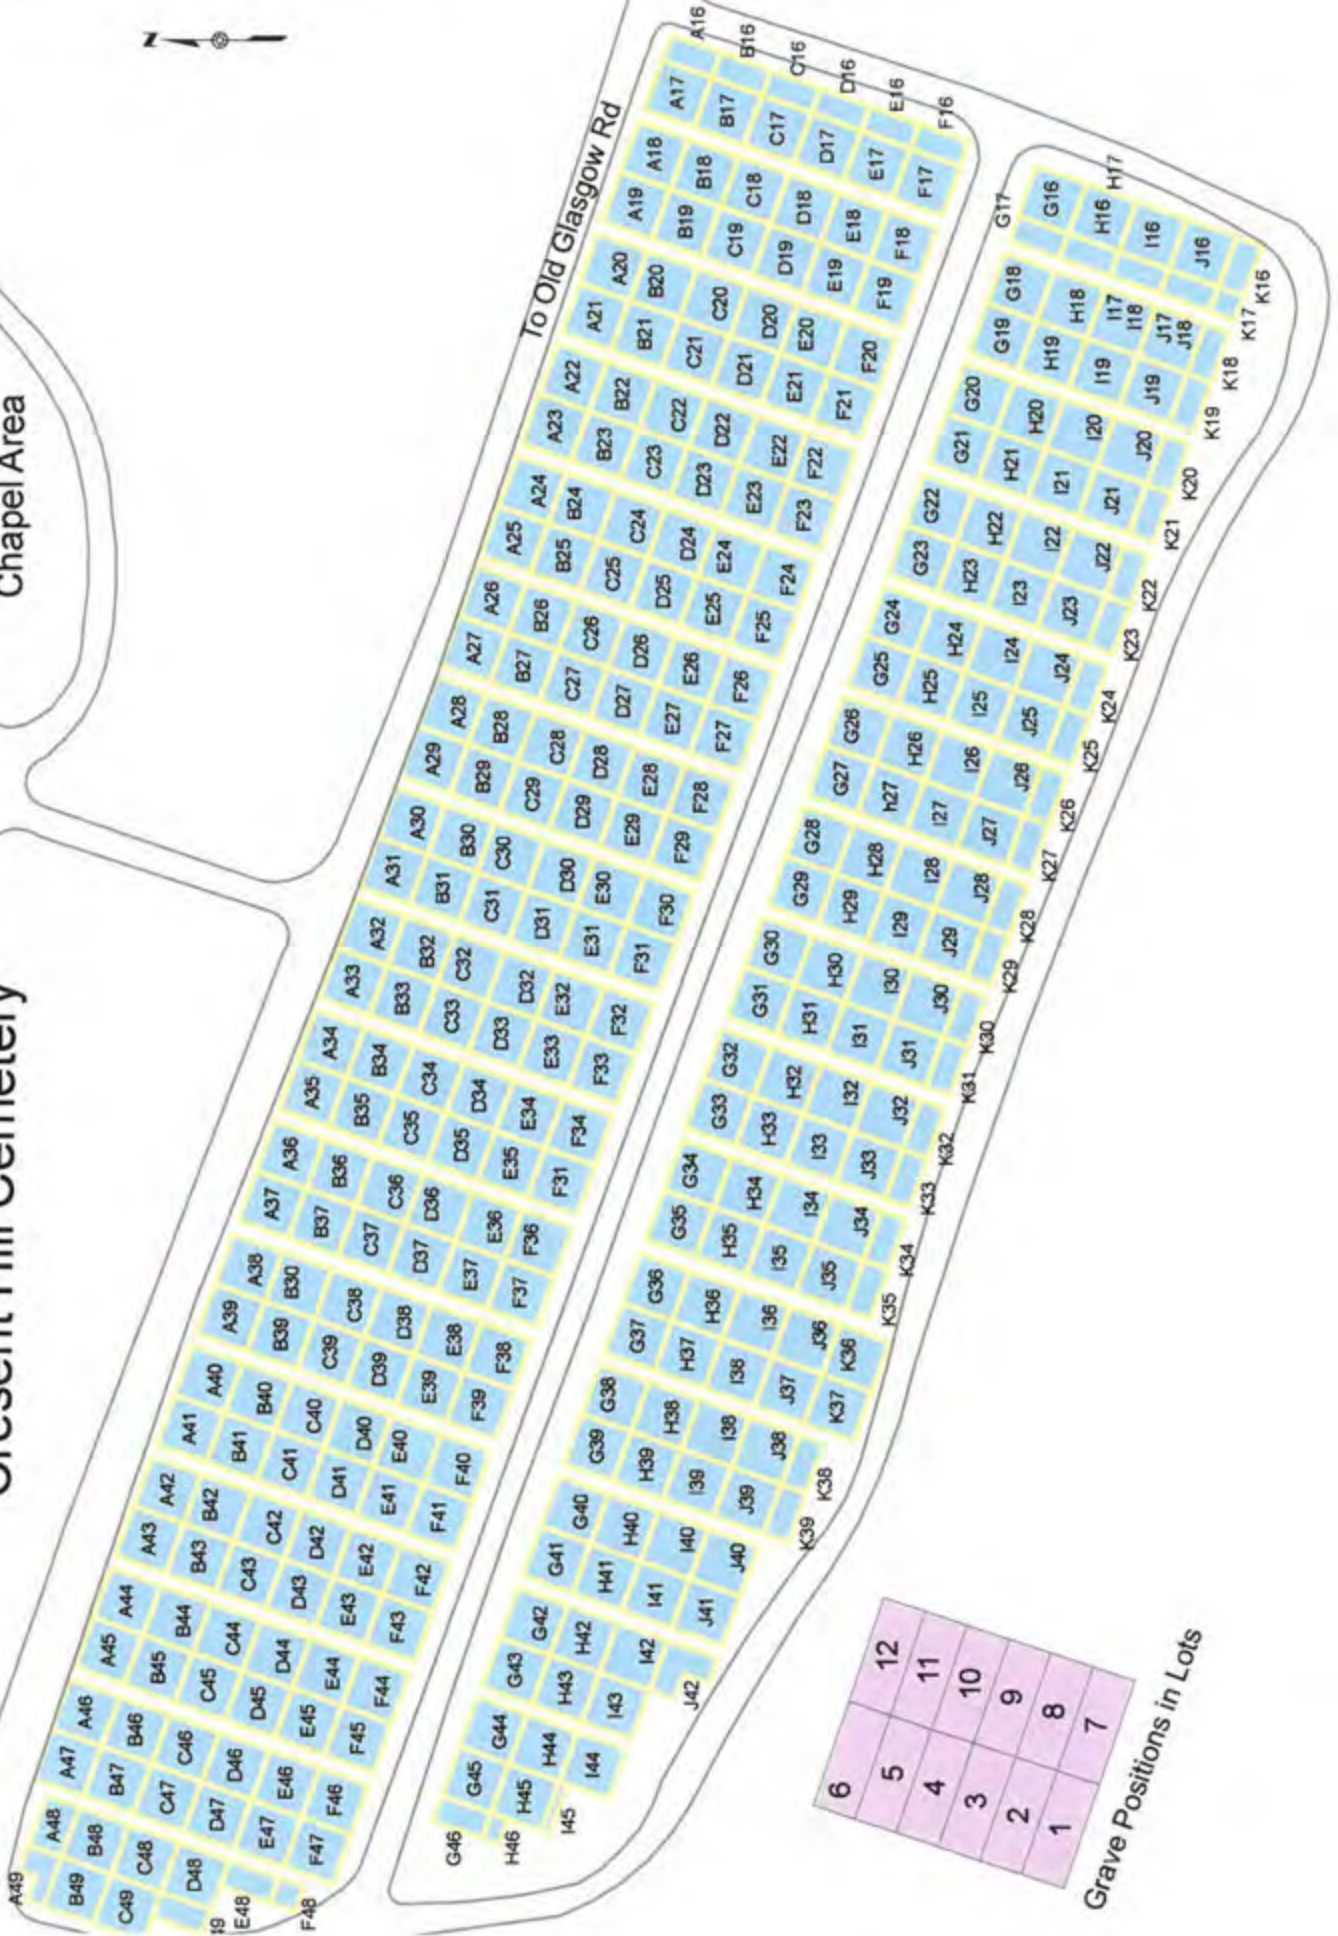 Cresent Hill Cemetery
Chapel Area
N
To Old Glasgow Rd
A49 A48 A47 A46 A45 A44 A43 A42 A41 A40 A39 A38 A37 A36 A35 A34 A33 A32 A31 A30 A29 A28 A27 A26 A25 A24 A23 A22 A21 A20 A19 A18 A17 A16
B49 B48 B47 B46 B45 B44 B43 B42 B41 B40 B39 B30 B37 B36 B35 B34 B33 B32 B31 B30 B29 B28 B27 B26 B25 B24 B23 B22 B21 B20 B19 B18 B17 B16
C49 C48 C47 C46 C45 C44 C43 C42 C41 C40 C39 C38 C37 C36 C35 C34 C33 C32 C31 C30 C29 C28 C27 C26 C25 C24 C23 C22 C21 C20 C19 C18 C17 C16
49 D48 D47 D46 D45 D44 D43 D42 D41 D40 D39 D38 D37 D36 D35 D34 D33 D32 D31 D30 D29 D28 D27 D26 D25 D24 D23 D22 D21 D20 D19 D18 D17 D16
E48 E47 E46 E45 E44 E43 E42 E41 E40 E39 E38 E37 E36 E35 E34 E33 E32 E31 E30 E29 E28 E27 E26 E25 E24 E23 E22 E21 E20 E19 E18 E17 E16
F48 F47 F46 F45 F44 F43 F42 F41 F40 F39 F38 F37 F36 F31 F34 F33 F32 F31 F30 F29 F28 F27 F26 F25 F24 F23 F22 F21 F20 F19 F18 F17 F16
G46 G45 G44 G43 G42 G41 G40 G39 G38 G37 G36 G35 G34 G33 G32 G31 G30 G29 G28 G27 G26 G25 G24 G23 G22 G21 G20 G19 G18 G17 G16
H46 H45 H44 H43 H42 H41 H40 H39 H38 H37 H36 H35 H34 H33 H32 H31 H30 H29 H28 h27 H26 H25 H24 H23 H22 H21 H20 H19 H18 H16 H17
I45 I44 I43 I42 I41 I40 I39 I38 I38 I36 I35 I34 I33 I32 I31 I30 I29 I28 I27 I26 I25 I24 I23 I22 I21 I20 I19 I18 I17 I16
J42 J41 J40 J39 J38 J37 J36 J35 J34 J33 J32 J31 J30 J29 J28 J27 J26 J25 J24 J23 J22 J21 J20 J19 J18 J17 J16
K39 K38 K37 K36 K35 K34 K33 K32 K31 K30 K29 K28 K27 K26 K25 K24 K23 K22 K21 K20 K19 K18 K17 K16
6 12
5 11
4 10
3 9
2 8
1 7
Grave Positions in Lots